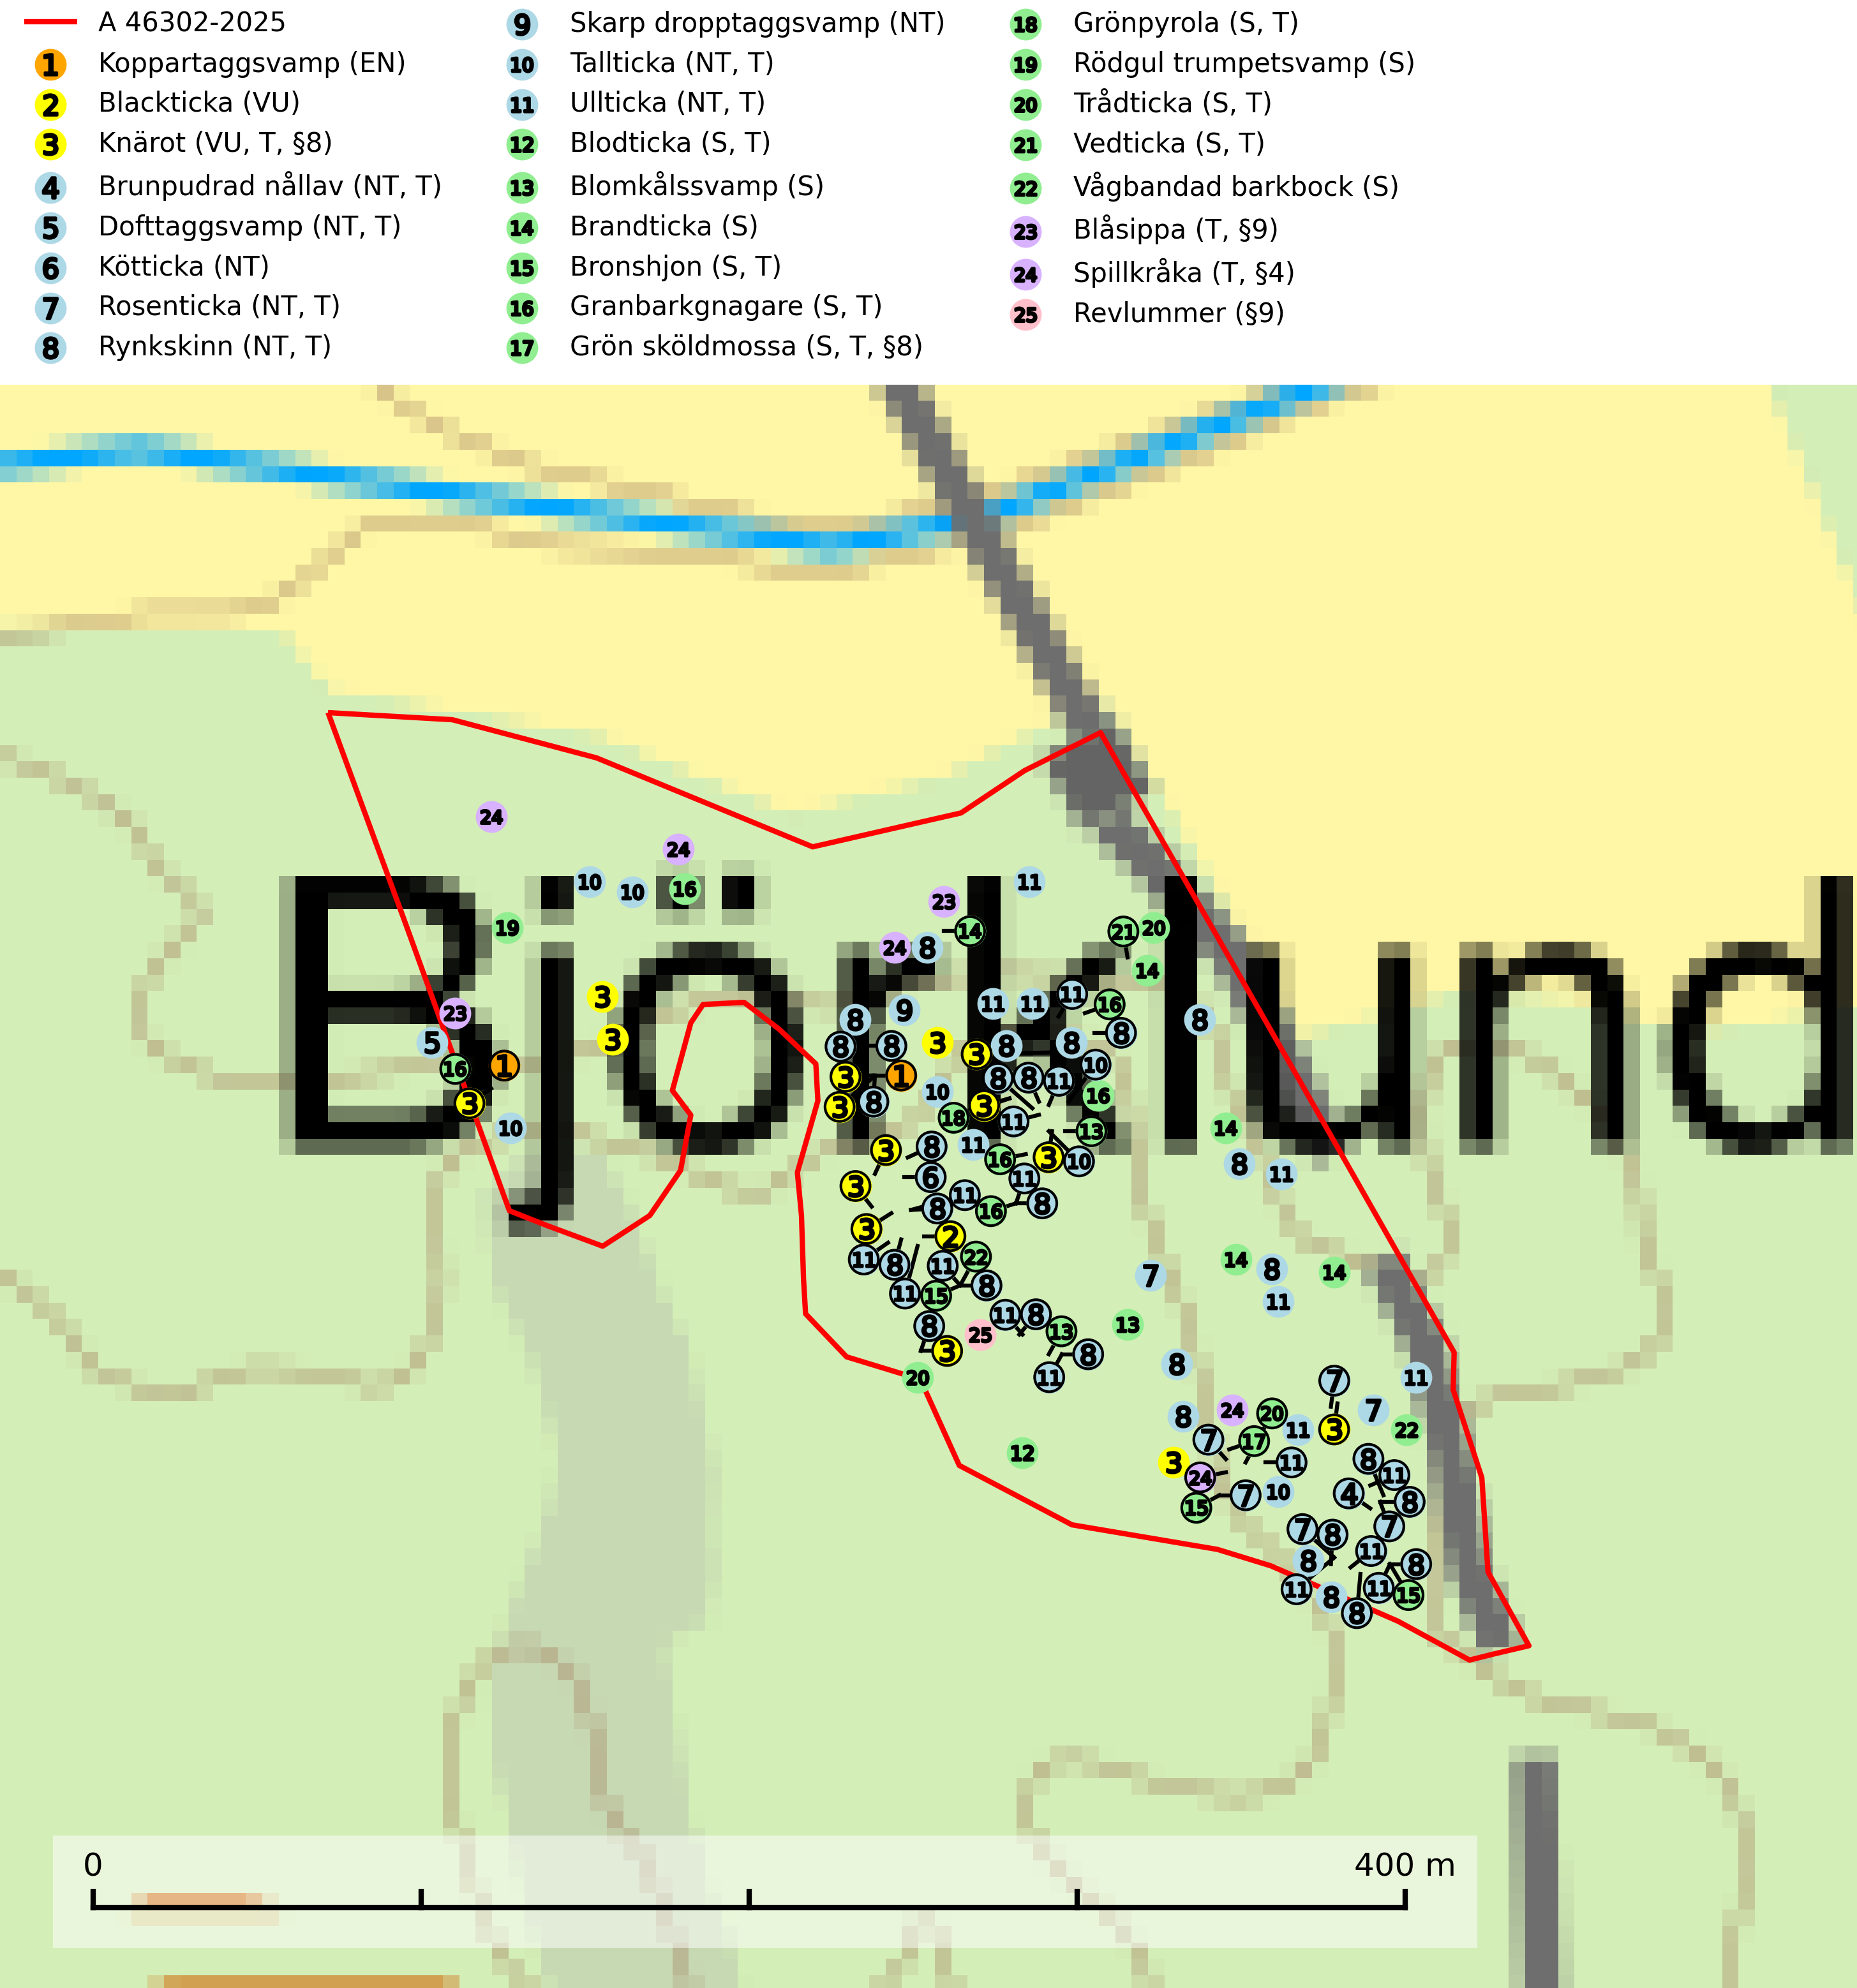 A 46302-2025
1 Koppartaggsvamp (EN)
2 Blackticka (VU)
3 Knärot (VU, T, §8)
4 Brunpudrad nållav (NT, T)
5 Dofttaggsvamp (NT, T)
6 Kötticka (NT)
7 Rosenticka (NT, T)
8 Rynkskinn (NT, T)
9 Skarp dropptaggsvamp (NT)
10 Tallticka (NT, T)
11 Ullticka (NT, T)
12 Blodticka (S, T)
13 Blomkålssvamp (S)
14 Brandticka (S)
15 Bronshjon (S, T)
16 Granbarkgnagare (S, T)
17 Grön sköldmossa (S, T, §8)
18 Grönpyrola (S, T)
19 Rödgul trumpetsvamp (S)
20 Trådticka (S, T)
21 Vedticka (S, T)
22 Vågbandad barkbock (S)
23 Blåsippa (T, §9)
24 Spillkråka (T, §4)
25 Revlummer (§9)
Björklund
0 400 m